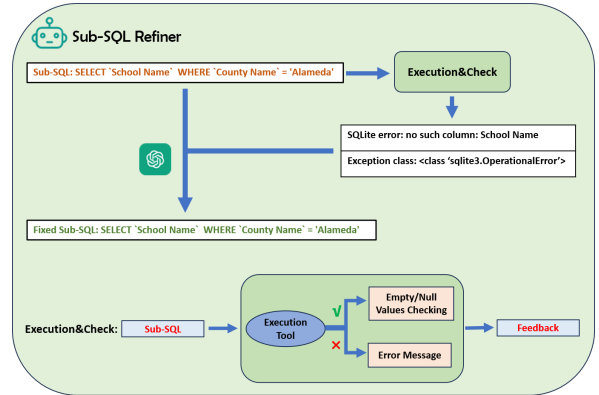 Sub-SQL Refiner
Sub-SQL: SELECT `School Name`  WHERE `County Name` = 'Alameda'
Execution&Check
SQLite error: no such column: School Name
Exception class: <class ‘sqlite3.OperationalError’>
Fixed Sub-SQL: SELECT `School Name`  WHERE `County Name` = 'Alameda'
Execution&Check:
Sub-SQL
Execution
Tool
√
×
Empty/Null
Values Checking
Error Message
Feedback